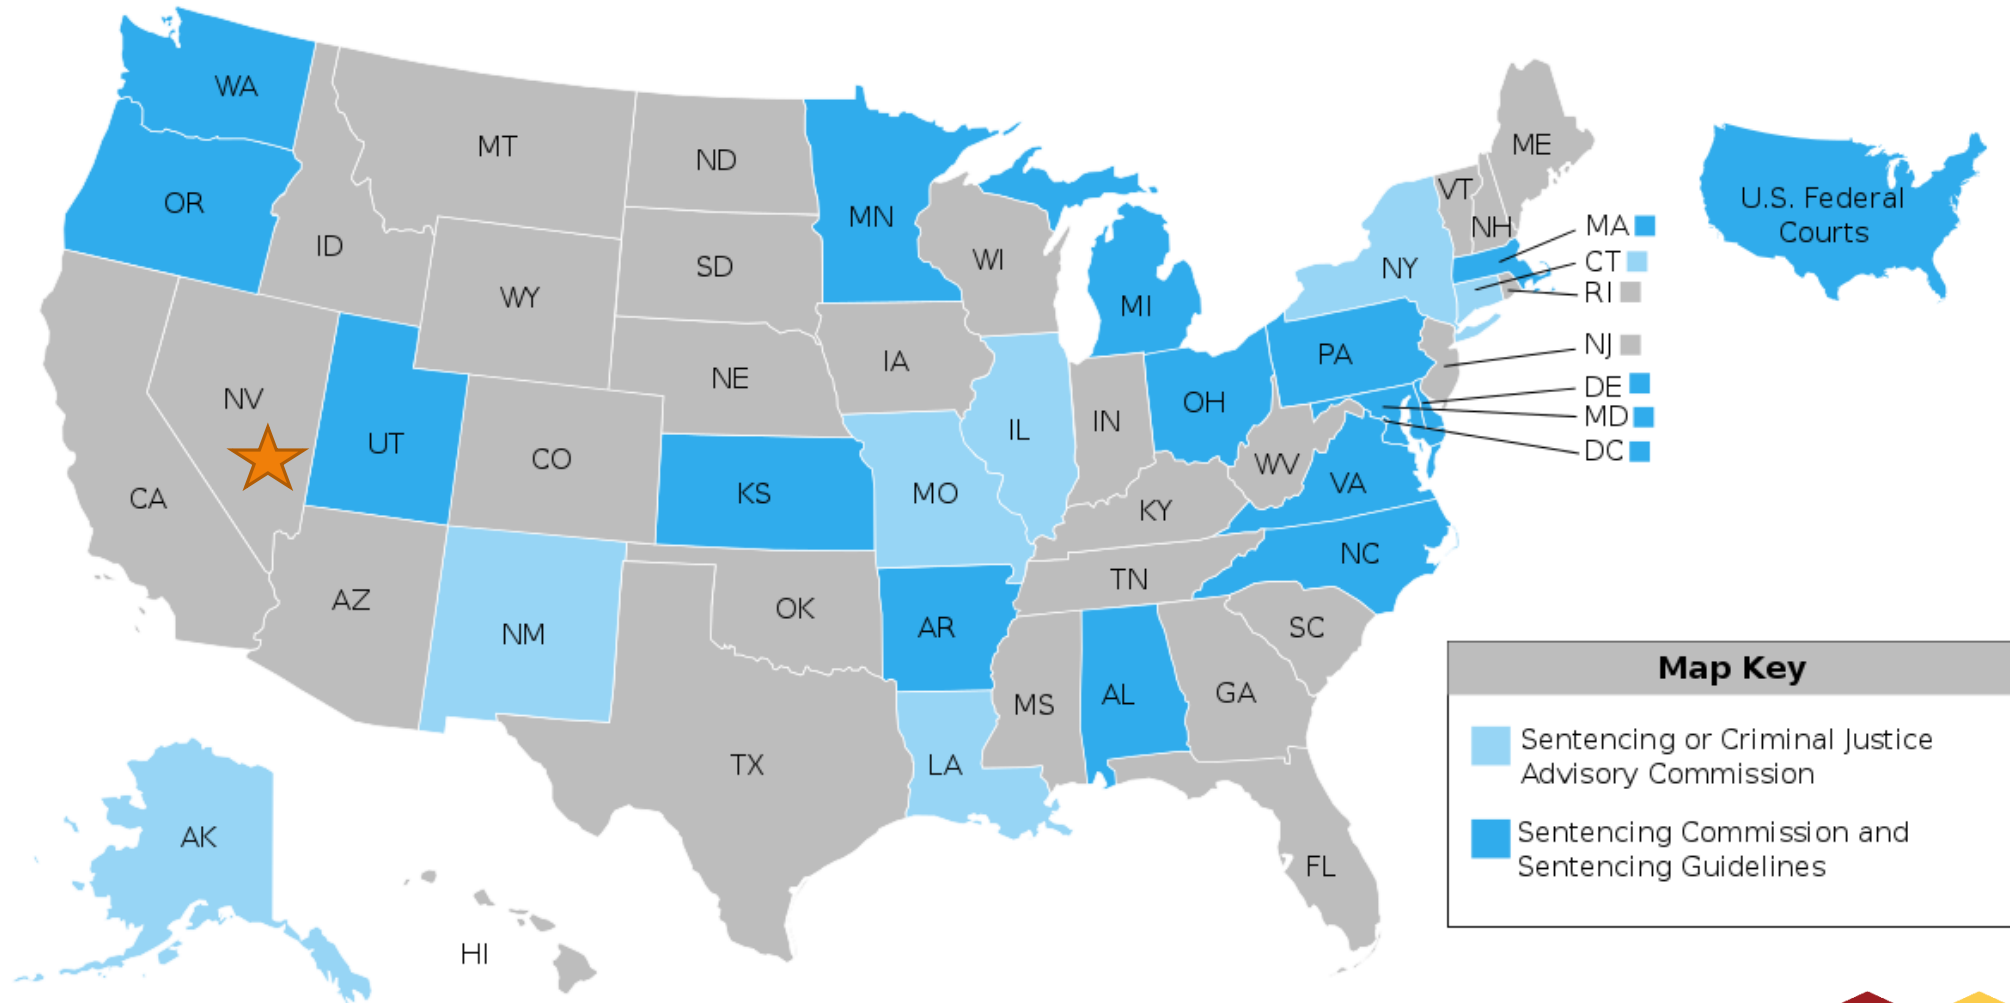 WA
MT
ND
MN
OR
ID
SD
WI
WY
MI
ME
VT
NH
NY
MA
CT
RI
NJ
DE
MD
DC
U.S. Federal
Courts
PA
IA
NE
NV
UT
CO
KS
MO
IL
IN
OH
WV
VA
KY
CA
AZ
NM
OK
AR
TN
NC
SC
MS
AL
GA
TX
LA
FL
AK
HI
Map Key
Sentencing or Criminal Justice
Advisory Commission
Sentencing Commission and
Sentencing Guidelines